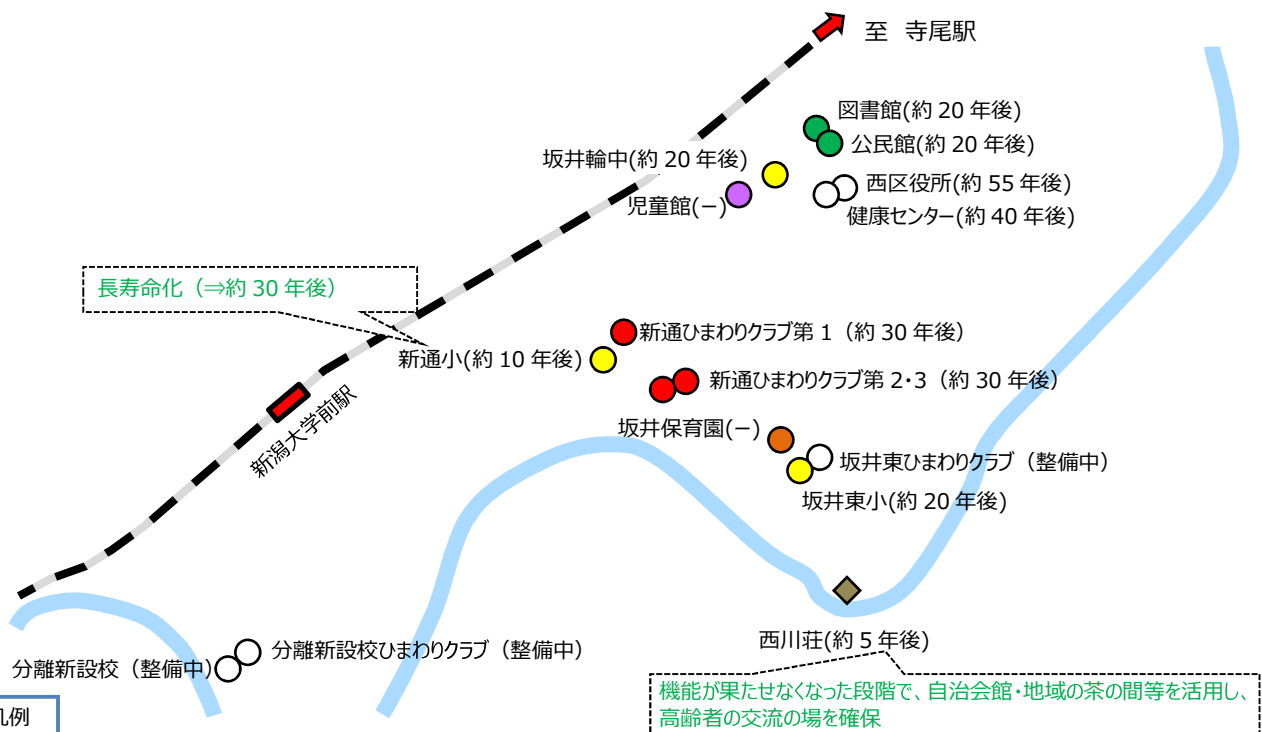 至 寺尾駅
図書館(約 20 年後)
公民館(約 20 年後)
坂井輪中(約 20 年後)
西区役所(約 55 年後)
児童館(－)
健康センター(約 40 年後)
長寿命化（⇒約 30 年後）
新通ひまわりクラブ第 1（約 30 年後）
新通小(約 10 年後)
新通ひまわりクラブ第 2・3（約 30 年後）
新潟大学前駅
坂井保育園(－)
坂井東ひまわりクラブ（整備中）
坂井東小(約 20 年後)
西川荘(約 5 年後)
分離新設校ひまわりクラブ（整備中）
分離新設校（整備中）
機能が果たせなくなった段階で、自治会館・地域の茶の間等を活用し、
高齢者の交流の場を確保
凡例